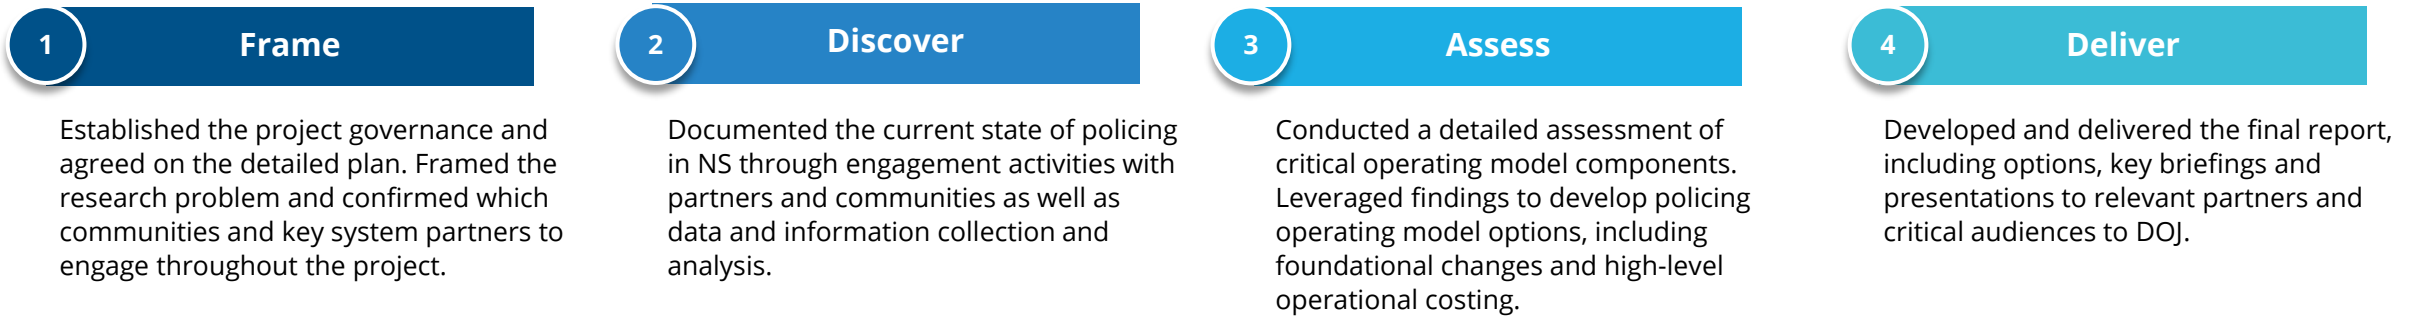 1
Frame
Established the project governance and
agreed on the detailed plan. Framed the
research problem and confirmed which
communities and key system partners to
engage throughout the project.
2
Discover
Documented the current state of policing
in NS through engagement activities with
partners and communities as well as
data and information collection and
analysis.
3
Assess
Conducted a detailed assessment of
critical operating model components.
Leveraged findings to develop policing
operating model options, including
foundational changes and high-level
operational costing.
4
Deliver
Developed and delivered the final report,
including options, key briefings and
presentations to relevant partners and
critical audiences to DOJ.